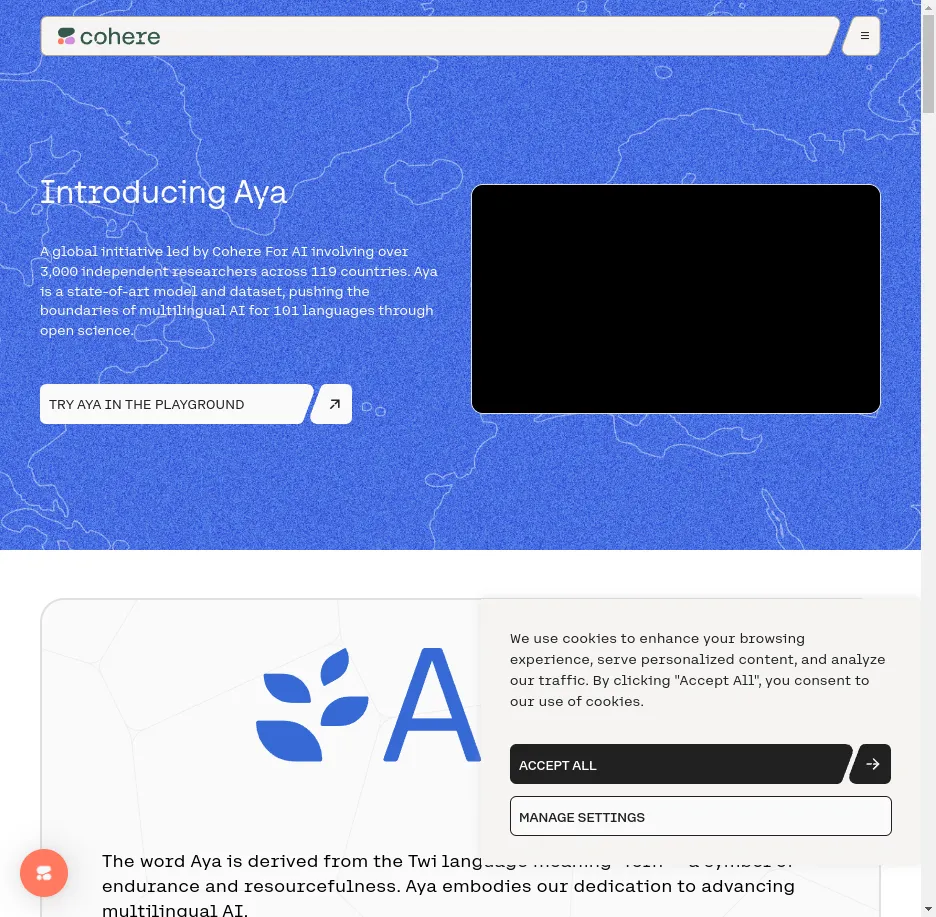 cohere
Introducing Aya
A global initiative led by Cohere For AI involving over
3,000 independent researchers across 119 countries. Aya
is a state-of-art model and dataset, pushing the
boundaries of multilingual AI for 101 languages through
open science.
TRY AYA IN THE PLAYGROUND
A
We use cookies to enhance your browsing
experience, serve personalized content, and analyze
our traffic. By clicking "Accept All", you consent to
our use of cookies.
ACCEPT ALL
MANAGE SETTINGS
The word Aya is derived from the Twi language meaning "fern" - a symbol of
endurance and resourcefulness. Aya embodies our dedication to advancing
multilingual AI.